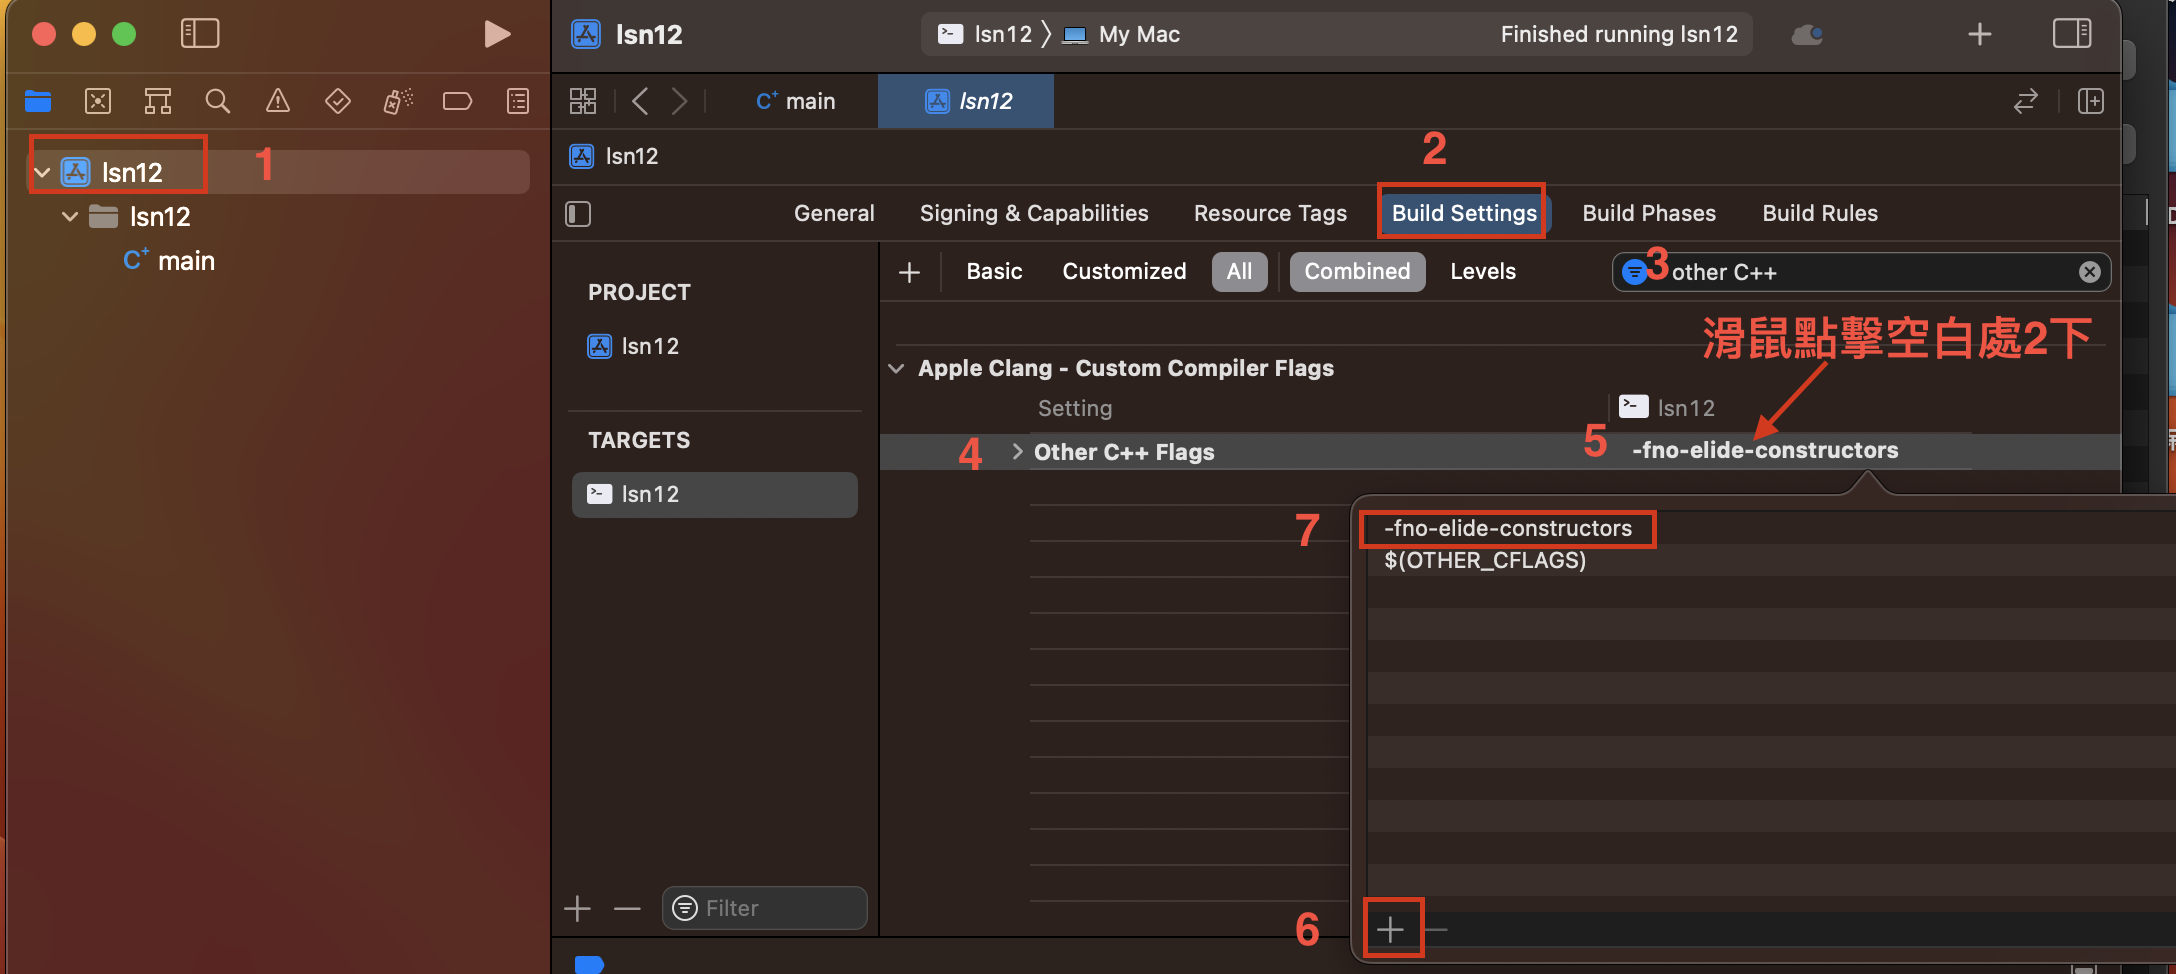 lsn12
lsn12 〉 My Mac
Finished running lsn12
main
lsn12
lsn12
1
lsn12
main
lsn12
2
General
Signing & Capabilities
Resource Tags
Build Settings
Build Phases
Build Rules
Basic
Customized
All
Combined
Levels
3
other C++
滑鼠點擊空白處2下
PROJECT
lsn12
TARGETS
lsn12
Filter
Apple Clang - Custom Compiler Flags
Setting
lsn12
4
Other C++ Flags
5
-fno-elide-constructors
7
-fno-elide-constructors
$(OTHER_CFLAGS)
6